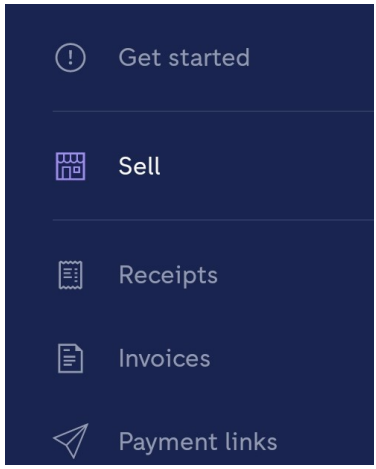 Get started
Sell
Receipts
Invoices
Payment links